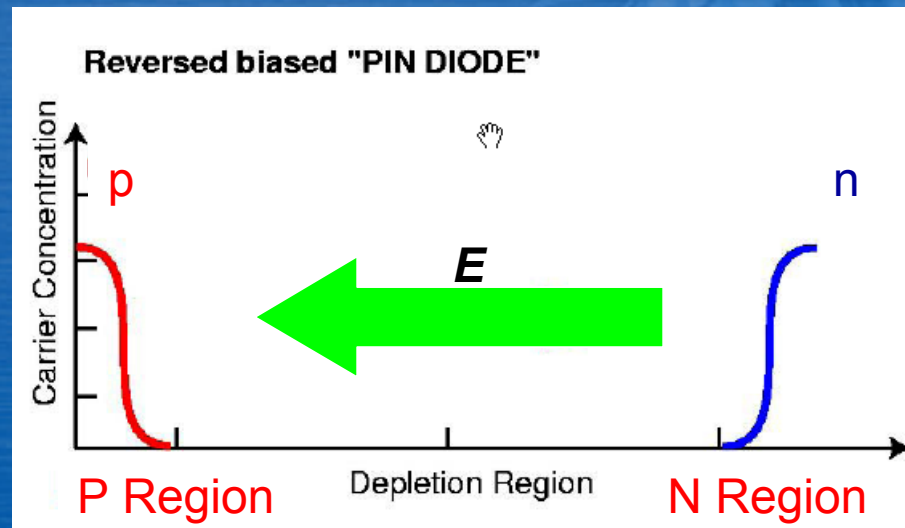 Reversed biased "PIN DIODE"
Carrier Concentration
p
n
E
P Region
Depletion Region
N Region